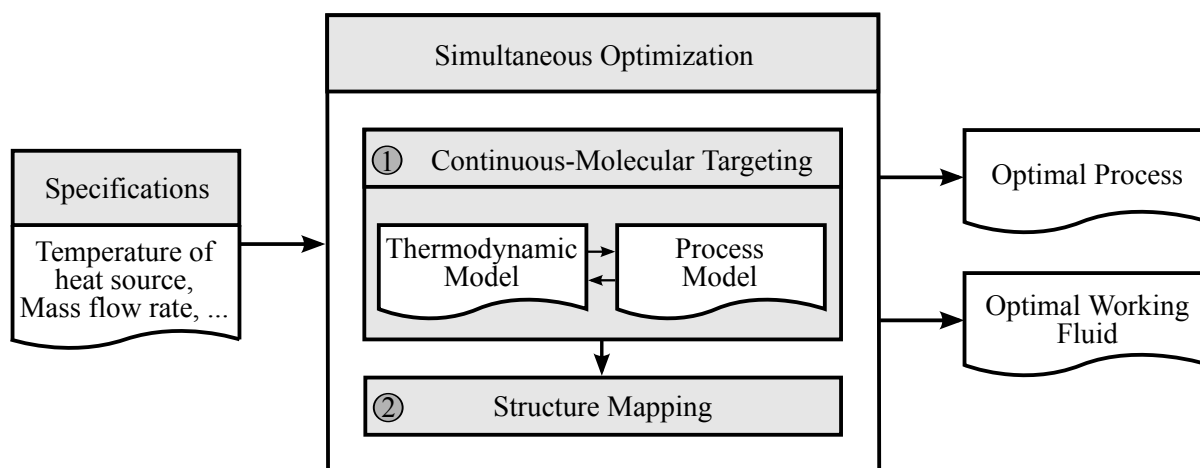 Simultaneous Optimization
Specifications
Temperature of
heat source,
Mass flow rate, ...
1 Continuous-Molecular Targeting
Thermodynamic
Model
Process
Model
2 Structure Mapping
Optimal Process
Optimal Working
Fluid